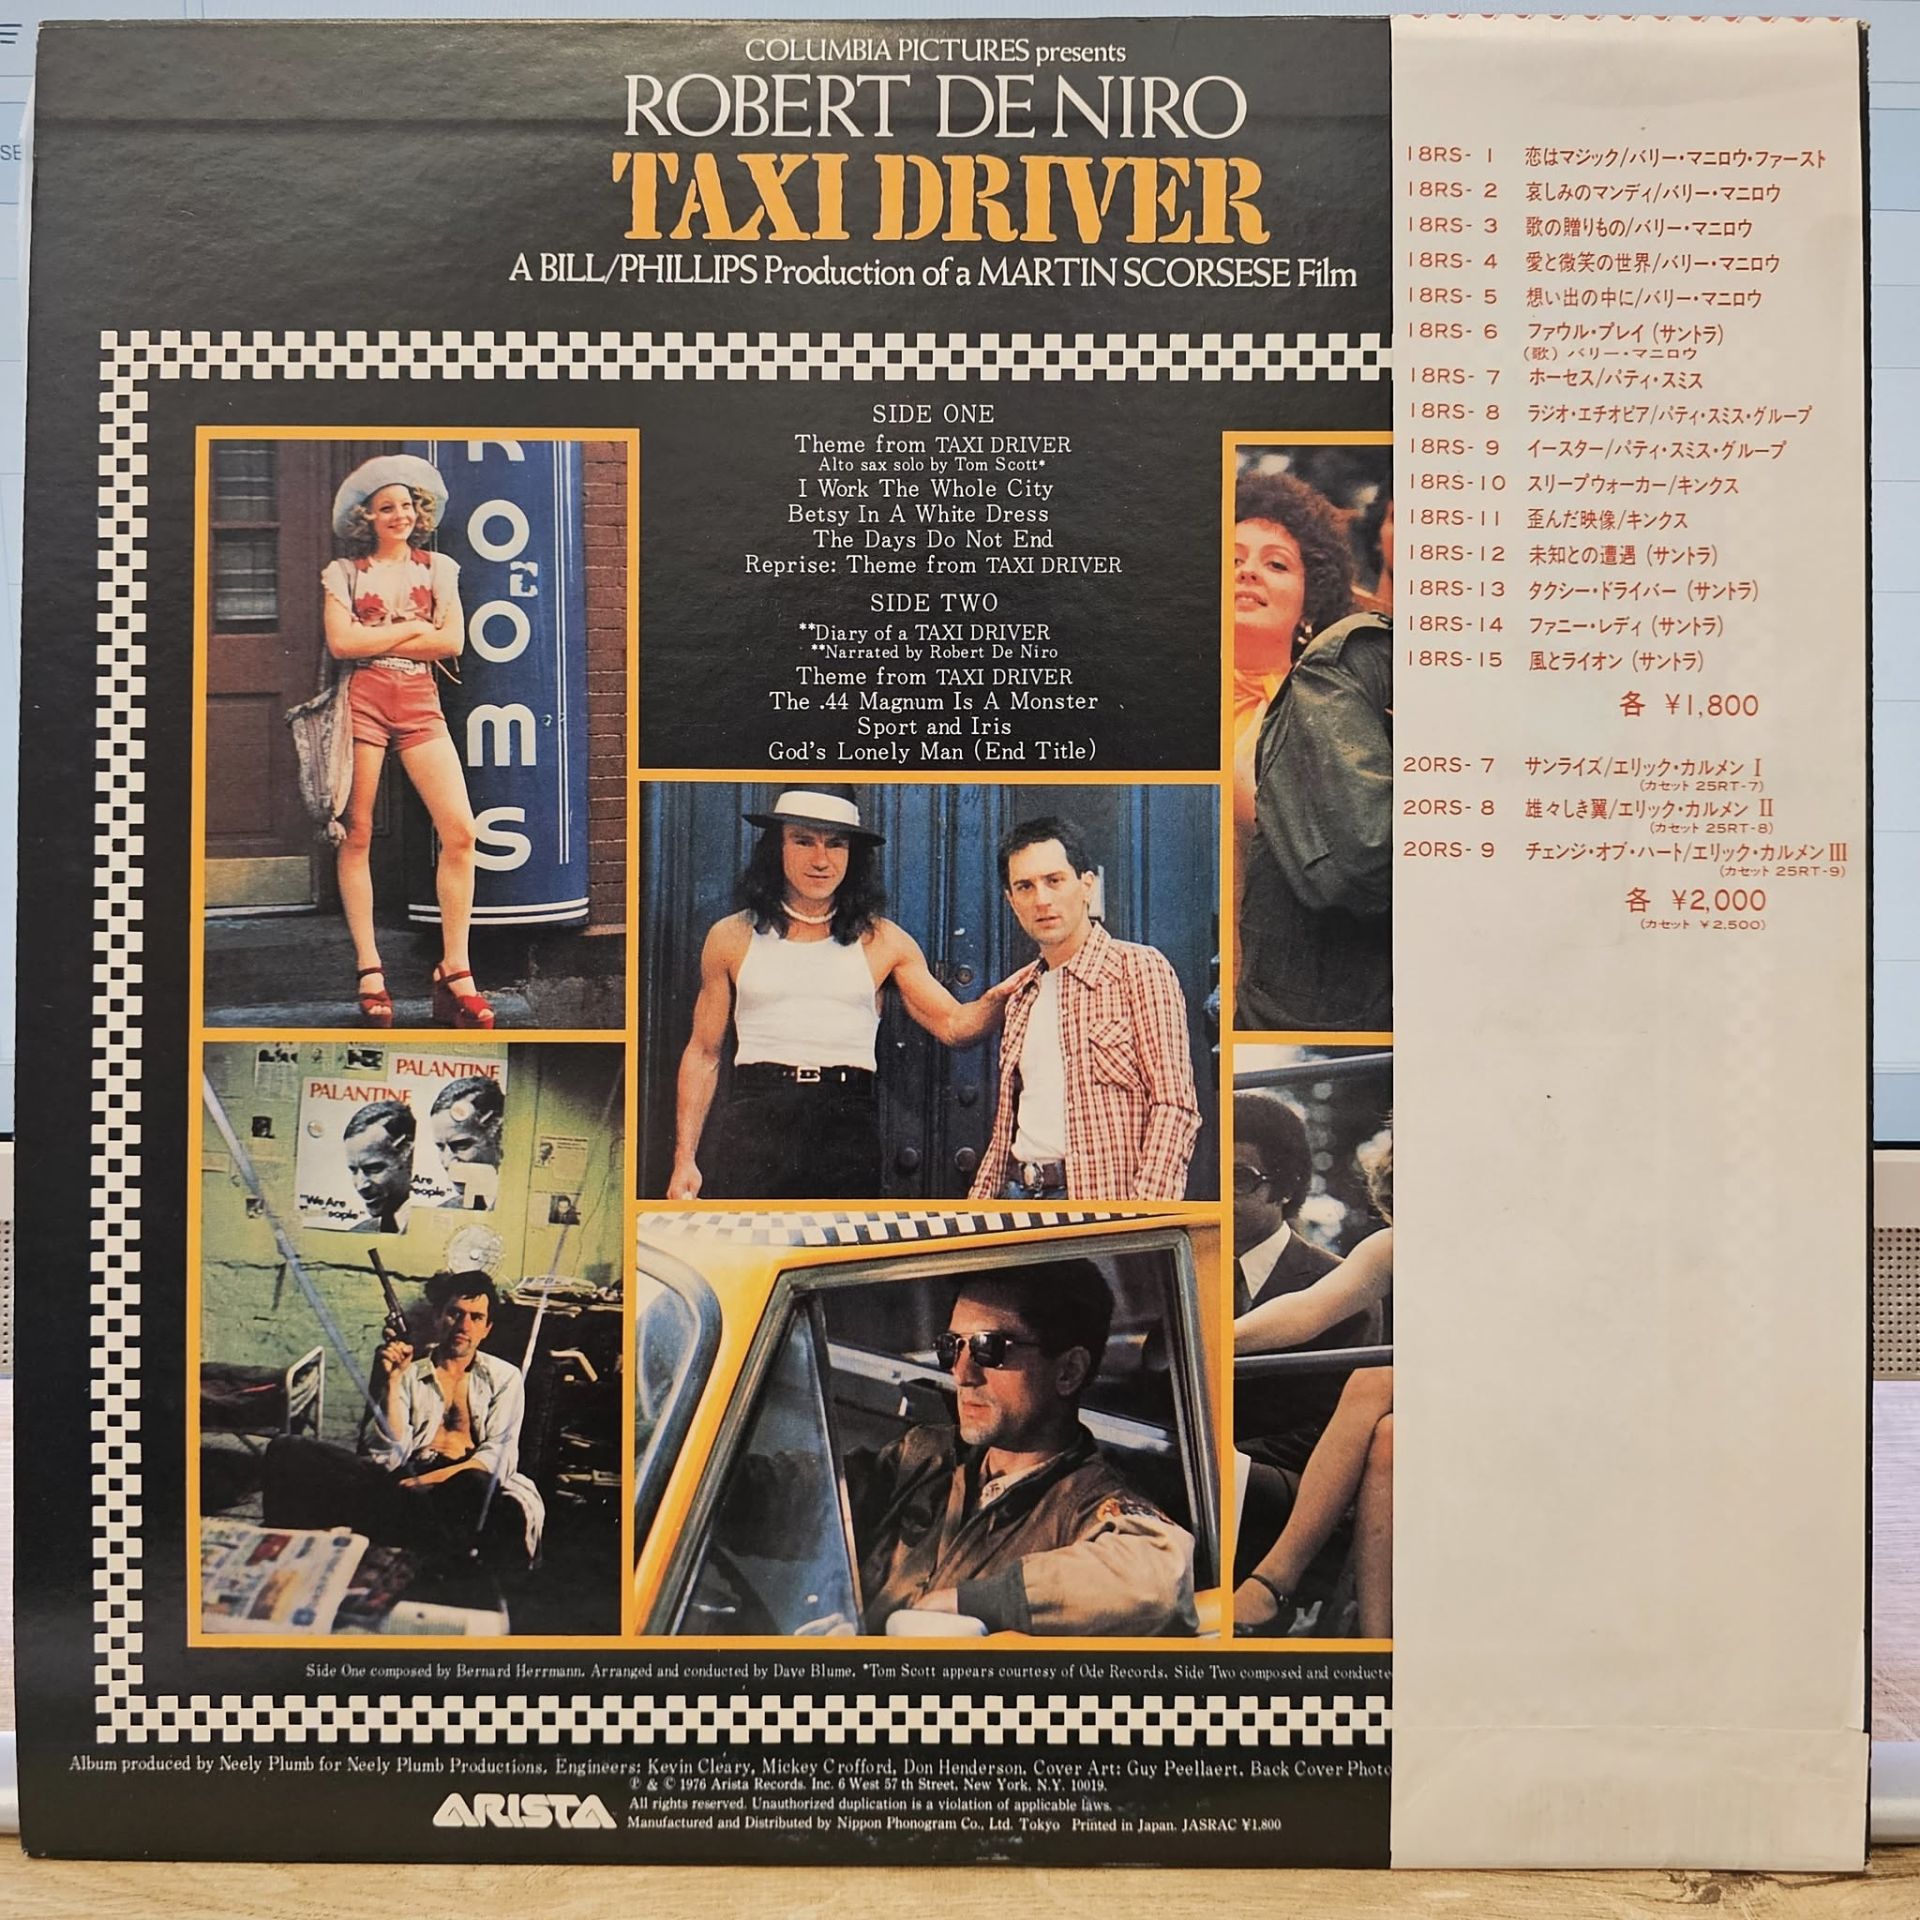 COLUMBIA PICTURES presents
ROBERT DE NIRO
TAXI DRIVER
A BILL/PHILLIPS Production of a MARTIN SCORSESE Film
SIDE ONE
Theme from TAXI DRIVER
Alto sax solo by Tom Scott*
I Work The Whole City
Betsy In A White Dress
The Days Do Not End
Reprise: Theme from TAXI DRIVER
SIDE TWO
**Diary of a TAXI DRIVER
**Narrated by Robert De Niro
Theme from TAXI DRIVER
The .44 Magnum Is A Monster
Sport and Iris
God's Lonely Man (End Title)
rooms
PALANTINE
PALANTINE
"We Are
Are
eople"
Side One composed by Bernard Herrmann. Arranged and conducted by Dave Blume. *Tom Scott appears courtesy of Ode Records. Side Two composed and conducte
Album produced by Neely Plumb for Neely Plumb Productions. Engineers: Kevin Cleary, Mickey Crofford, Don Henderson. Cover Art: Guy Peellaert. Back Cover Photo
℗ & © 1976 Arista Records. Inc. 6 West 57 th Street, New York, N.Y. 10019.
ARISTA
All rights reserved. Unauthorized duplication is a violation of applicable laws.
Manufactured and Distributed by Nippon Phonogram Co., Ltd. Tokyo Printed in Japan. JASRAC ¥1,800
18RS- 1 恋はマジック/バリー・マニロウ・ファースト
18RS- 2 哀しみのマンディ/バリー・マニロウ
18RS- 3 歌の贈りもの/バリー・マニロウ
18RS- 4 愛と微笑の世界/バリー・マニロウ
18RS- 5 想い出の中に/バリー・マニロウ
18RS- 6 ファウル・プレイ (サントラ)
(歌) バリー・マニロウ
18RS- 7 ホーセス/パティ・スミス
18RS- 8 ラジオ・エチオピア/パティ・スミス・グループ
18RS- 9 イースター/パティ・スミス・グループ
18RS-10 スリープウォーカー/キンクス
18RS-11 歪んだ映像/キンクス
18RS-12 未知との遭遇 (サントラ)
18RS-13 タクシー・ドライバー (サントラ)
18RS-14 ファニー・レディ (サントラ)
18RS-15 風とライオン (サントラ)
各 ¥1,800
20RS- 7 サンライズ/エリック・カルメン I
(カセット 25RT-7)
20RS- 8 雄々しき翼/エリック・カルメン II
(カセット 25RT-8)
20RS- 9 チェンジ・オブ・ハート/エリック・カルメン III
(カセット 25RT-9)
各 ¥2,000
(カセット ¥2,500)